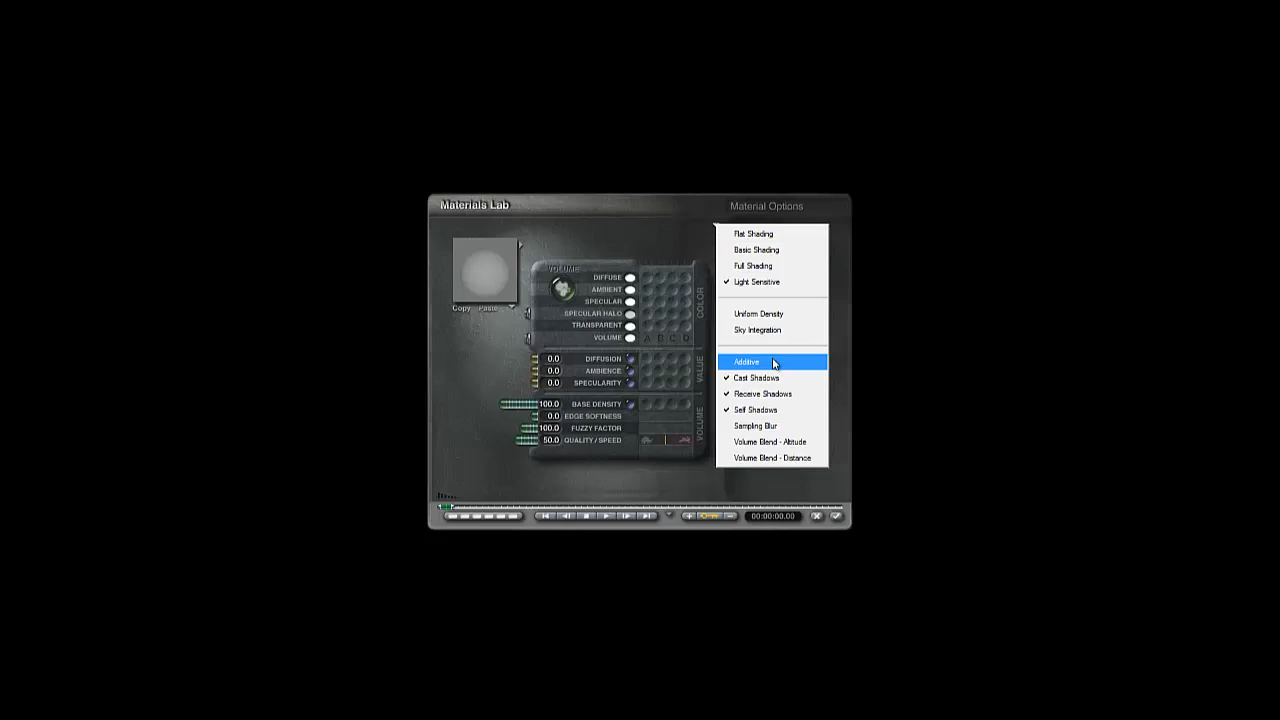 Materials Lab
Material Options
Copy Paste
VOLUME
DIFFUSE
AMBIENT
SPECULAR
SPECULAR HALO
TRANSPARENT
VOLUME
A B C D
COLOR
0.0 DIFFUSION
0.0 AMBIENCE
0.0 SPECULARITY
VALUE
100.0 BASE DENSITY
0.0 EDGE SOFTNESS
100.0 FUZZY FACTOR
50.0 QUALITY / SPEED
VOLUME
Flat Shading
Basic Shading
Full Shading
Light Sensitive
Uniform Density
Sky Integration
Additive
Cast Shadows
Receive Shadows
Self Shadows
Sampling Blur
Volume Blend - Altitude
Volume Blend - Distance
00:00:00.00